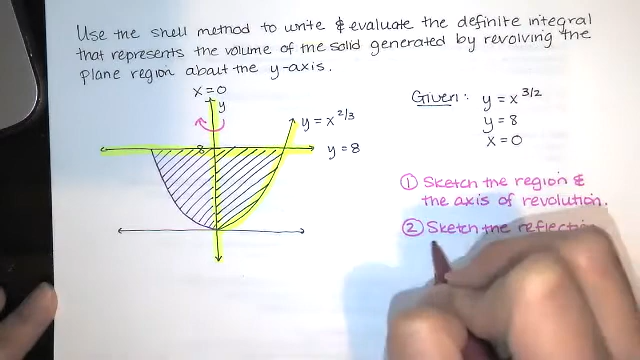 Use the shell method to write & evaluate the definite integral
that represents the volume of the solid generated by revolving the
plane region about the y-axis.
x=0
y
y = x^2/3
8
y = 8
Given: y = x^3/2
y = 8
x = 0
① Sketch the region &
the axis of revolution.
② Sketch the reflection